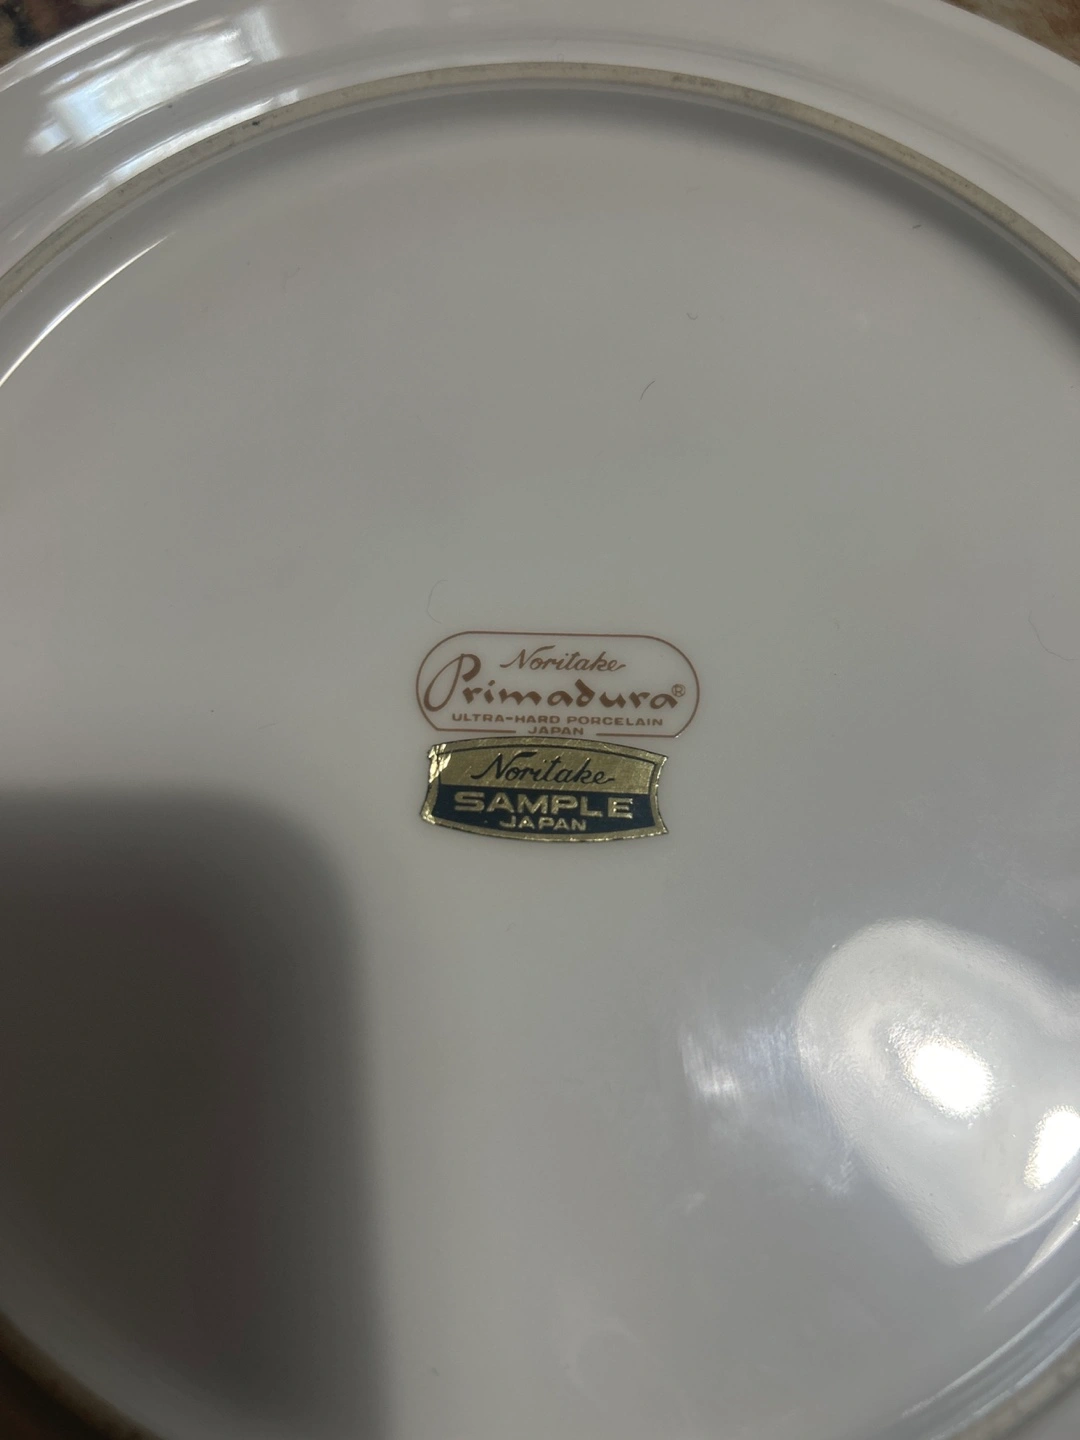 Noritake
Primadura®
ULTRA-HARD PORCELAIN
JAPAN
Noritake
SAMPLE
JAPAN